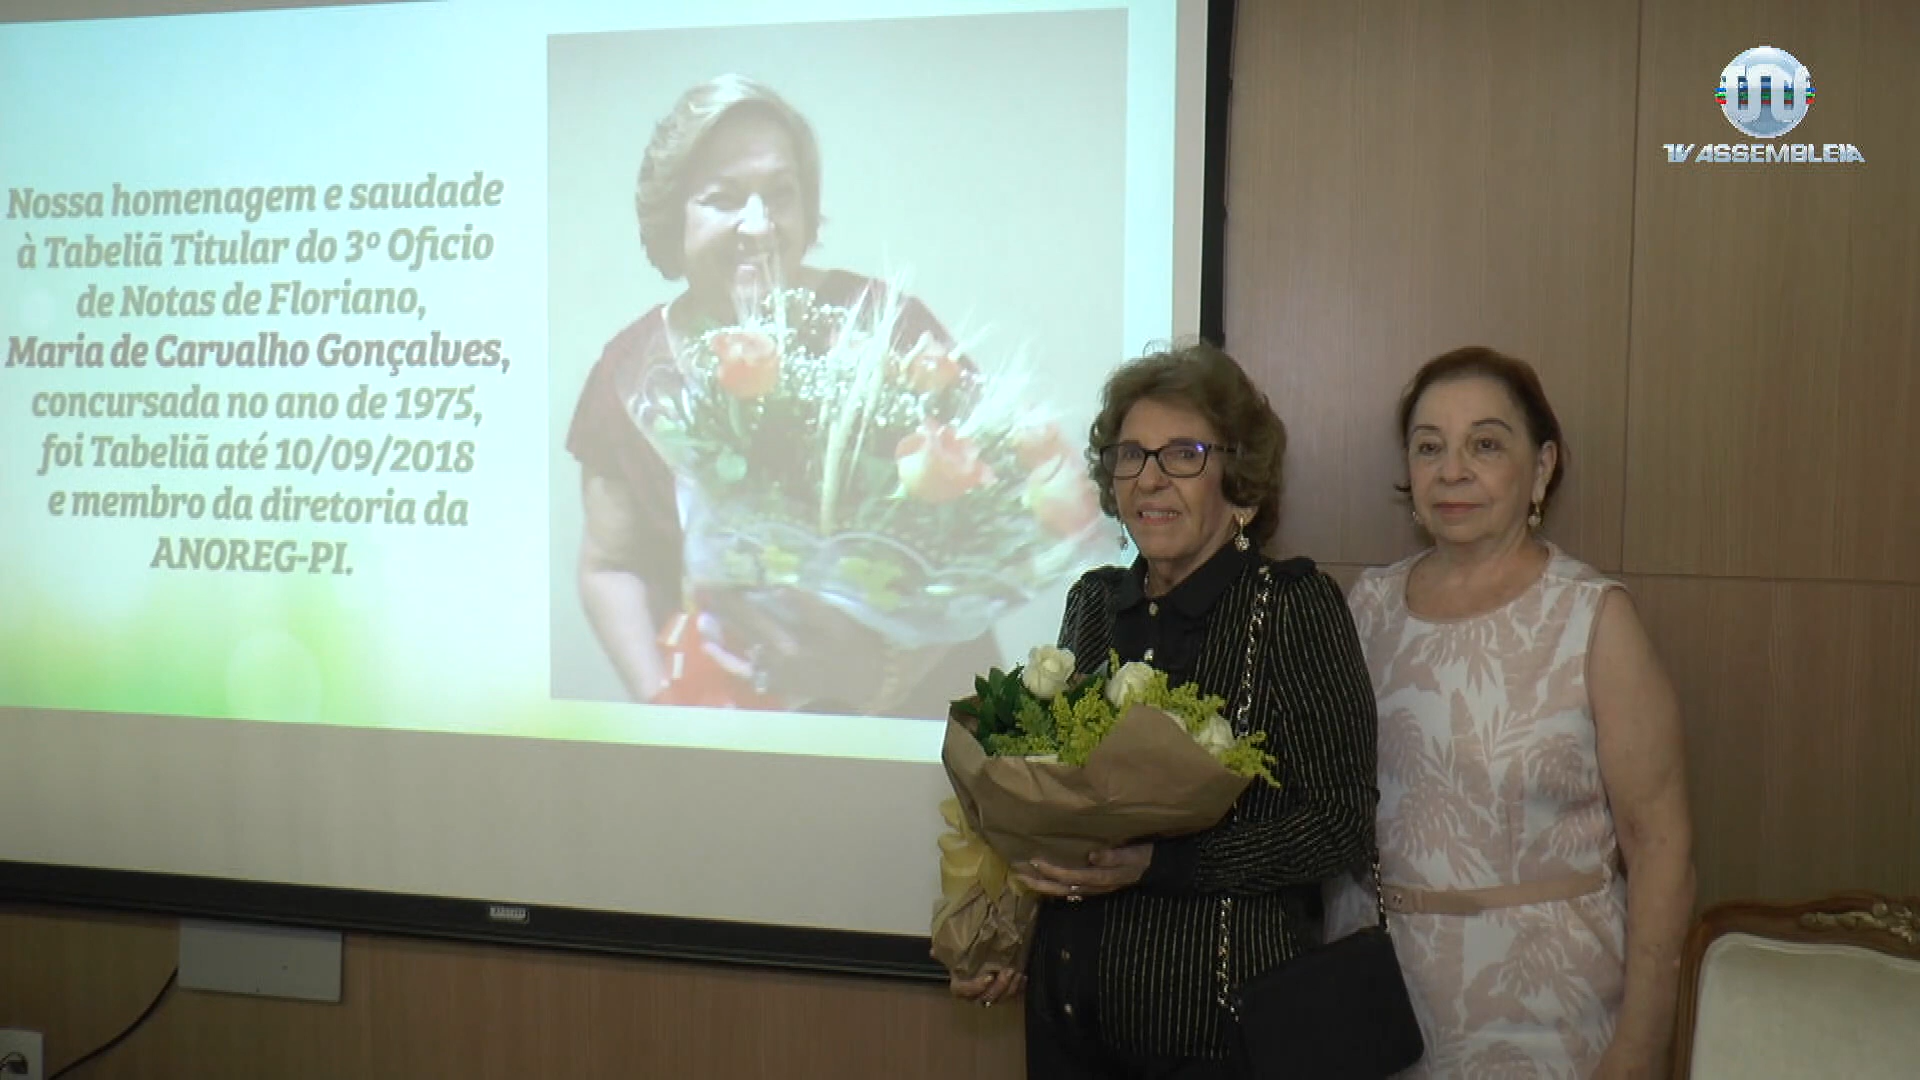 Nossa homenagem e saudade
à Tabeliã Titular do 3º Oficio
de Notas de Floriano,
Maria de Carvalho Gonçalves,
concursada no ano de 1975,
foi Tabeliã até 10/09/2018
e membro da diretoria da
ANOREG-PI.
TV ASSEMBLEIA